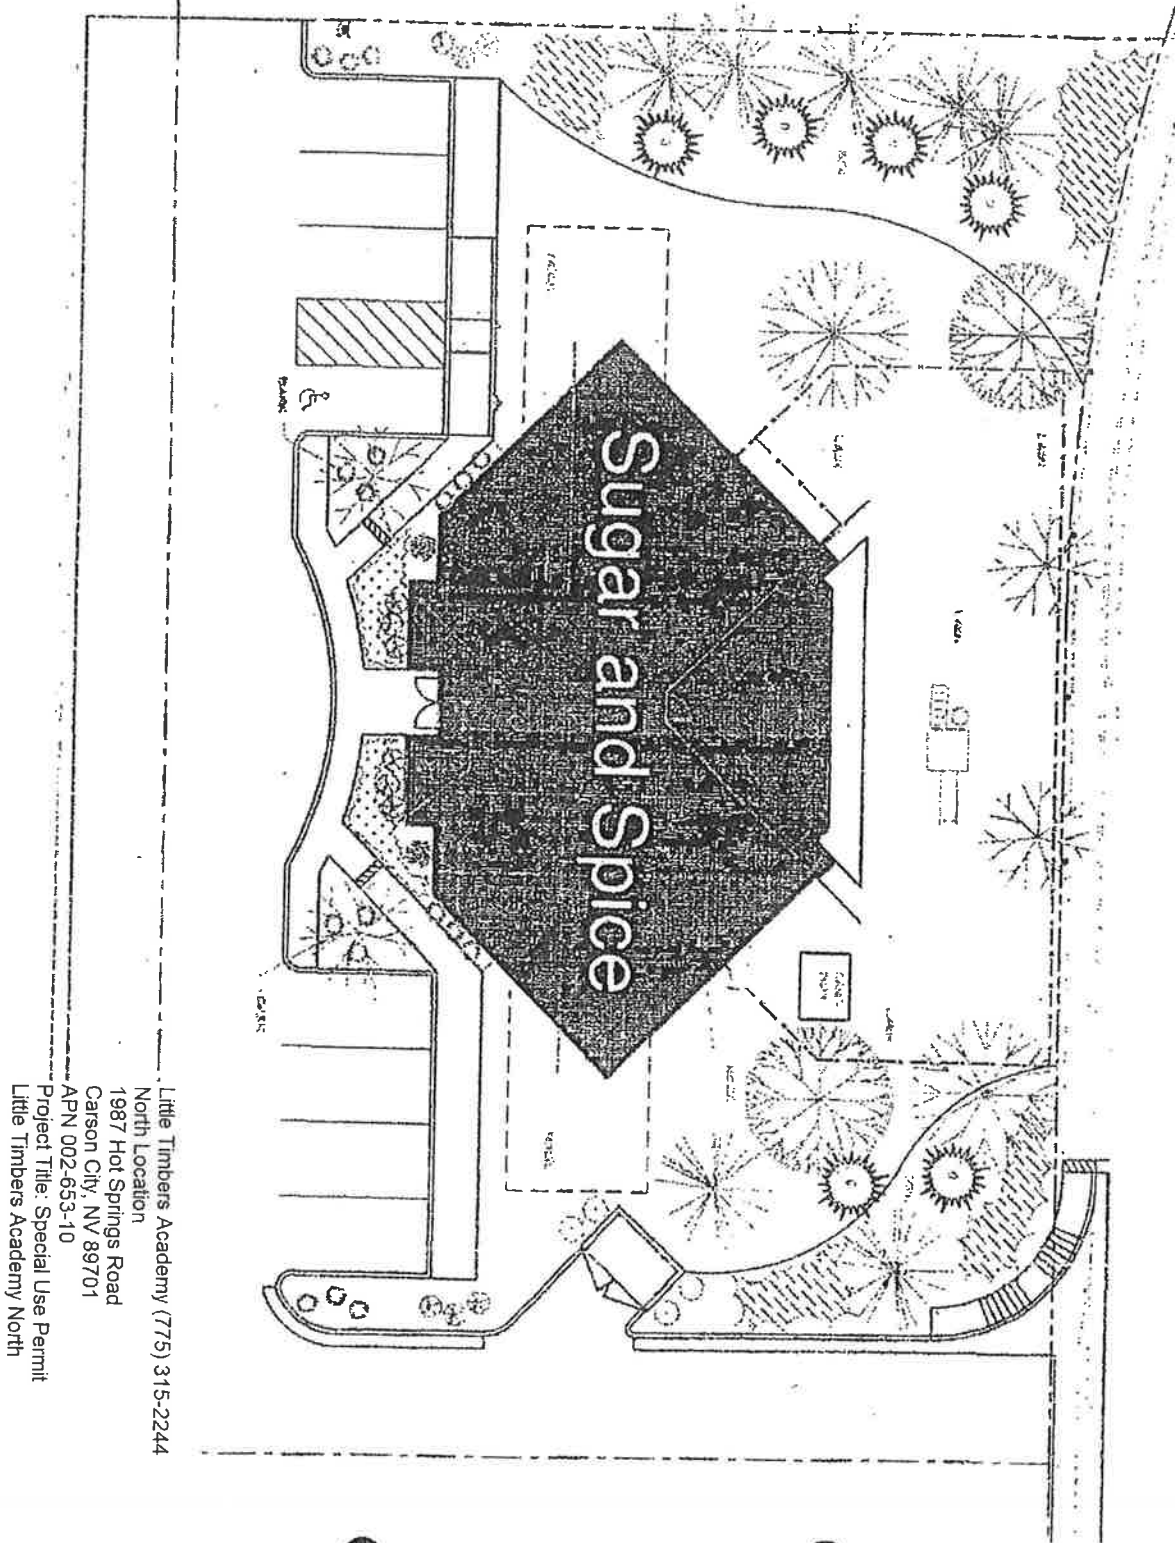 Sugar and Spice
Little Timbers Academy (775) 315-2244
North Location
1987 Hot Springs Road
Carson City, NV 89701
APN 002-653-10
Project Title: Special Use Permit
Little Timbers Academy North